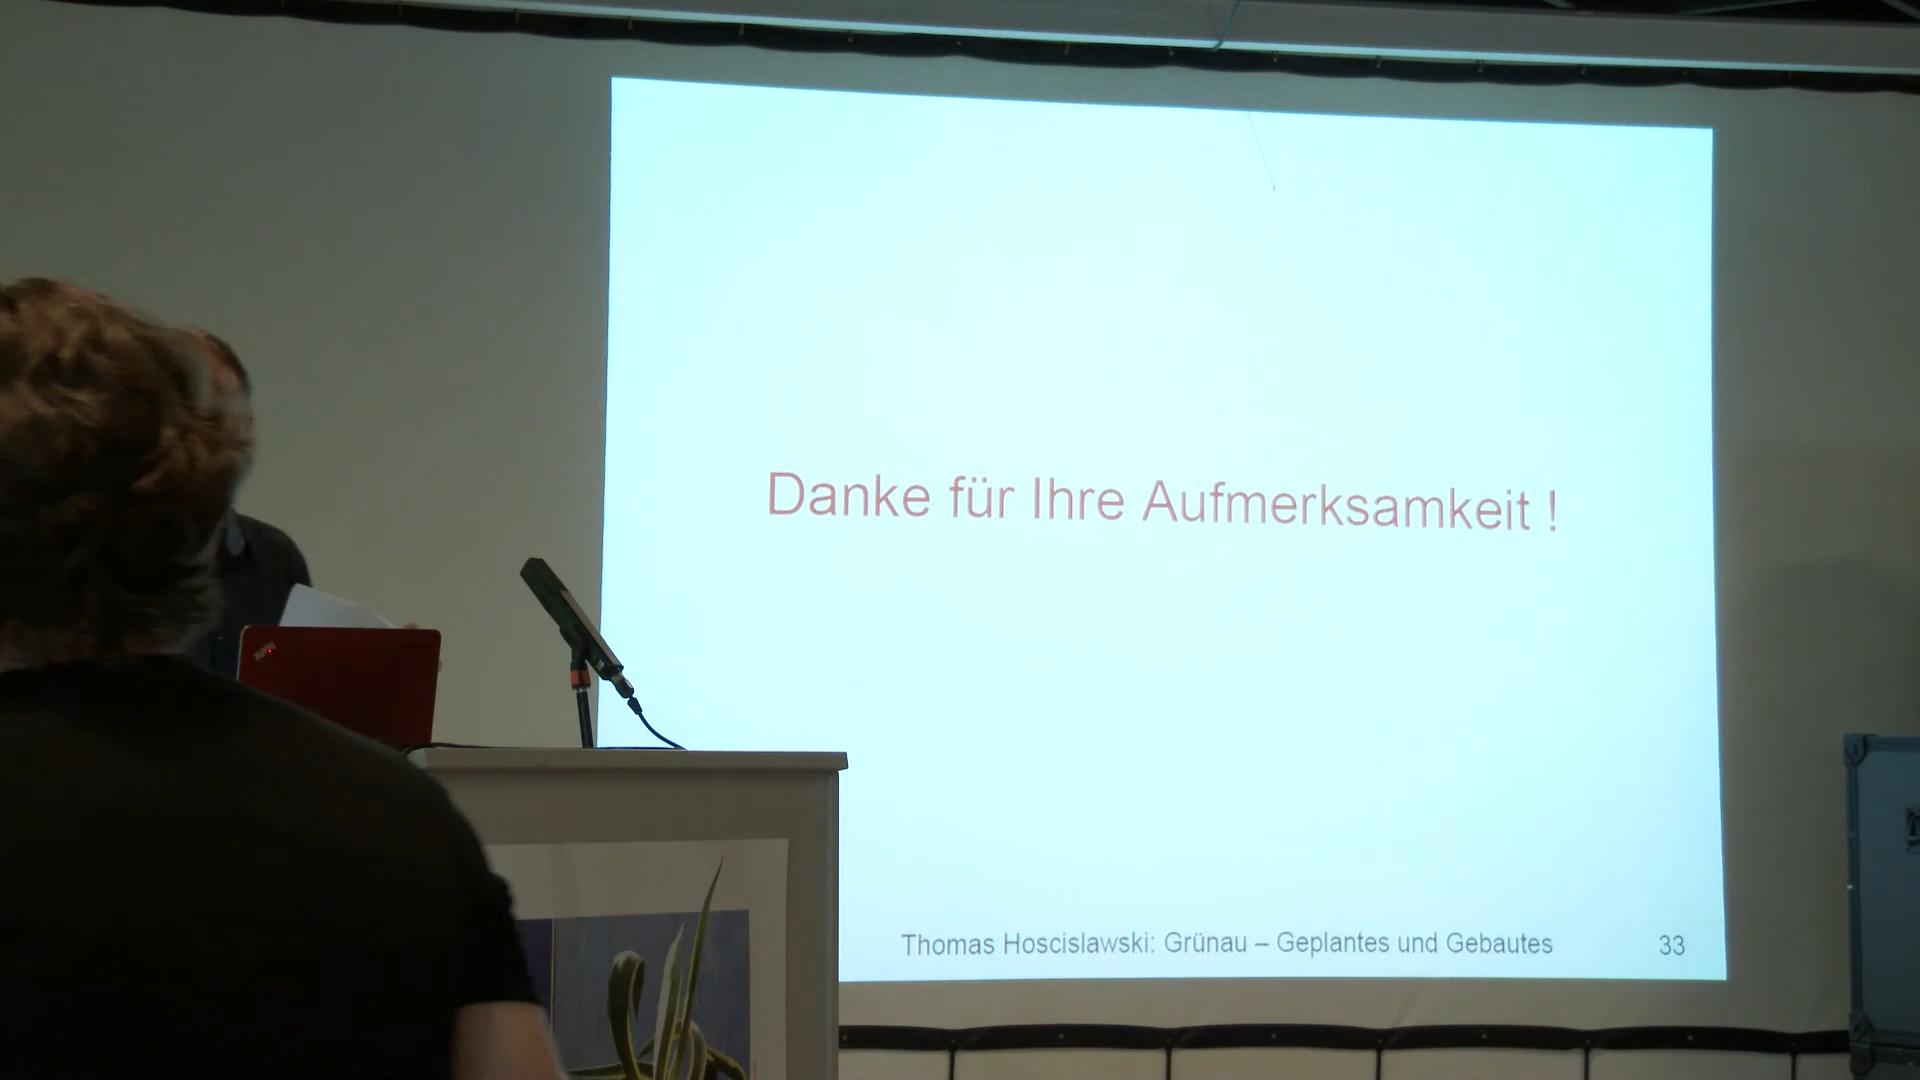 Danke für Ihre Aufmerksamkeit !
Thomas Hoscislawski: Grünau – Geplantes und Gebautes 33